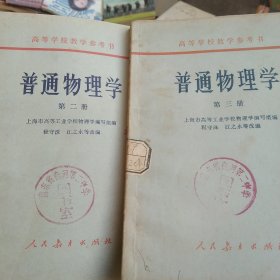 高等学校教学参考书
普通物理学
第二册
上海市高等工业学校物理学编写组编
程守洙 江之永等改编
人民教育出版社
高等学校教学参考书
普通物理学
第三册
上海市高等工业学校物理学编写组编
程守洙 江之永等改编
人民教育出版社